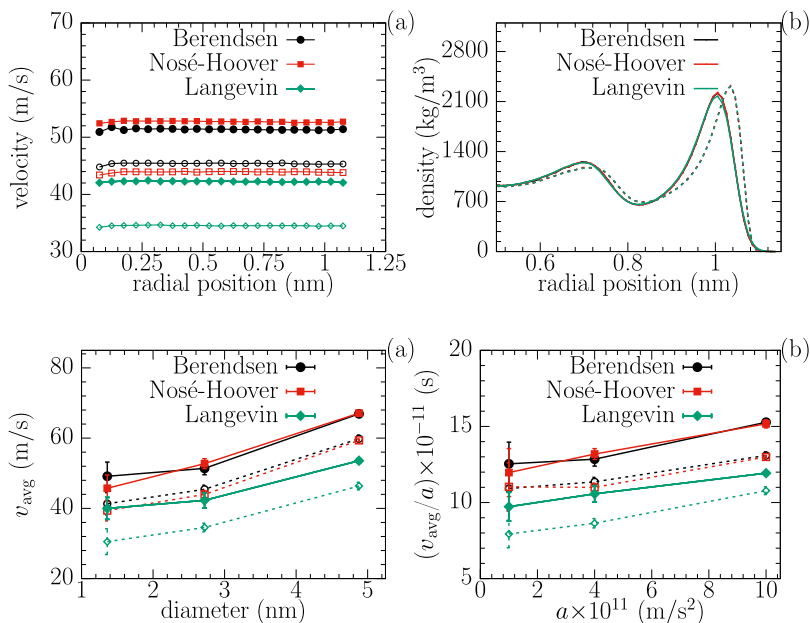 (a)
70
60
50
40
30
velocity (m/s)
0 0.25 0.5 0.75 1 1.25
radial position (nm)
Berendsen
Nosé-Hoover
Langevin
(b)
2200
2100
1400
700
0
density (kg/m³)
0.6 0.8 1
radial position (nm)
Berendsen
Nosé-Hoover
Langevin
(a)
80
60
40
20
v_avg (m/s)
1 2 3 4 5
diameter (nm)
Berendsen
Nosé-Hoover
Langevin
(b)
20
15
10
5
(v_avg/a)×10⁻¹¹ (s)
0 2 4 6 8 10
a×10¹¹ (m/s²)
Berendsen
Nosé-Hoover
Langevin